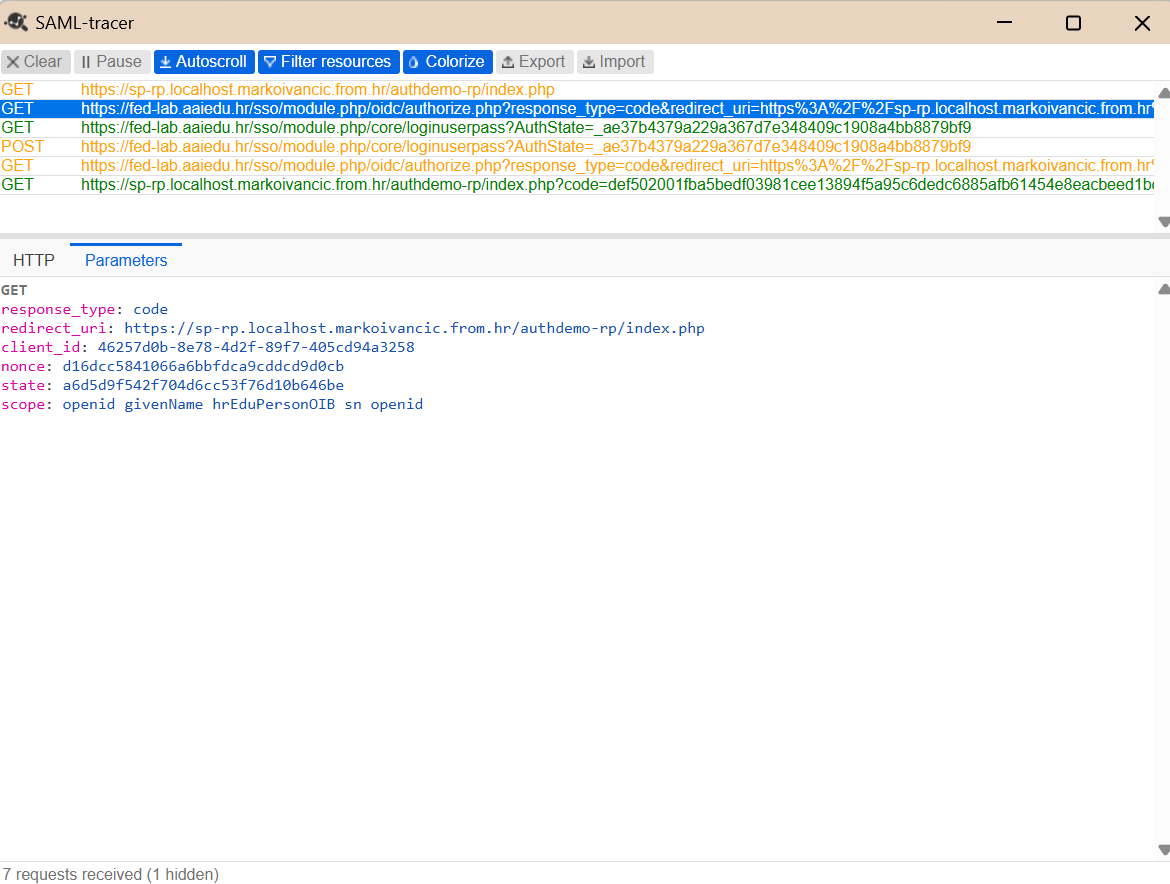 SAML-tracer
Clear Pause Autoscroll Filter resources Colorize Export Import
GET https://sp-rp.localhost.markoivancic.from.hr/authdemo-rp/index.php
GET https://fed-lab.aaiedu.hr/sso/module.php/oidc/authorize.php?response_type=code&redirect_uri=https%3A%2F%2Fsp-rp.localhost.markoivancic.from.hr%
GET https://fed-lab.aaiedu.hr/sso/module.php/core/loginuserpass?AuthState=_ae37b4379a229a367d7e348409c1908a4bb8879bf9
POST https://fed-lab.aaiedu.hr/sso/module.php/core/loginuserpass?AuthState=_ae37b4379a229a367d7e348409c1908a4bb8879bf9
GET https://fed-lab.aaiedu.hr/sso/module.php/oidc/authorize.php?response_type=code&redirect_uri=https%3A%2F%2Fsp-rp.localhost.markoivancic.from.hr%
GET https://sp-rp.localhost.markoivancic.from.hr/authdemo-rp/index.php?code=def502001fba5bedf03981cee13894f5a95c6dedc6885afb61454e8eacbeed1b
HTTP Parameters
GET
response_type: code
redirect_uri: https://sp-rp.localhost.markoivancic.from.hr/authdemo-rp/index.php
client_id: 46257d0b-8e78-4d2f-89f7-405cd94a3258
nonce: d16dcc5841066a6bbfdca9cddcd9d0cb
state: a6d5d9f542f704d6cc53f76d10b646be
scope: openid givenName hrEduPersonOIB sn openid
7 requests received (1 hidden)